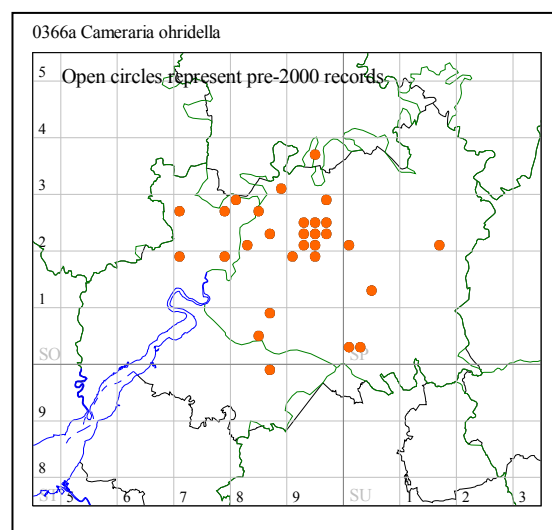 0366a Cameraria ohridella
Open circles represent pre-2000 records
5
4
3
2
1
SO
SP
9
8
ST
SU
5 6 7 8 9 1 2 3